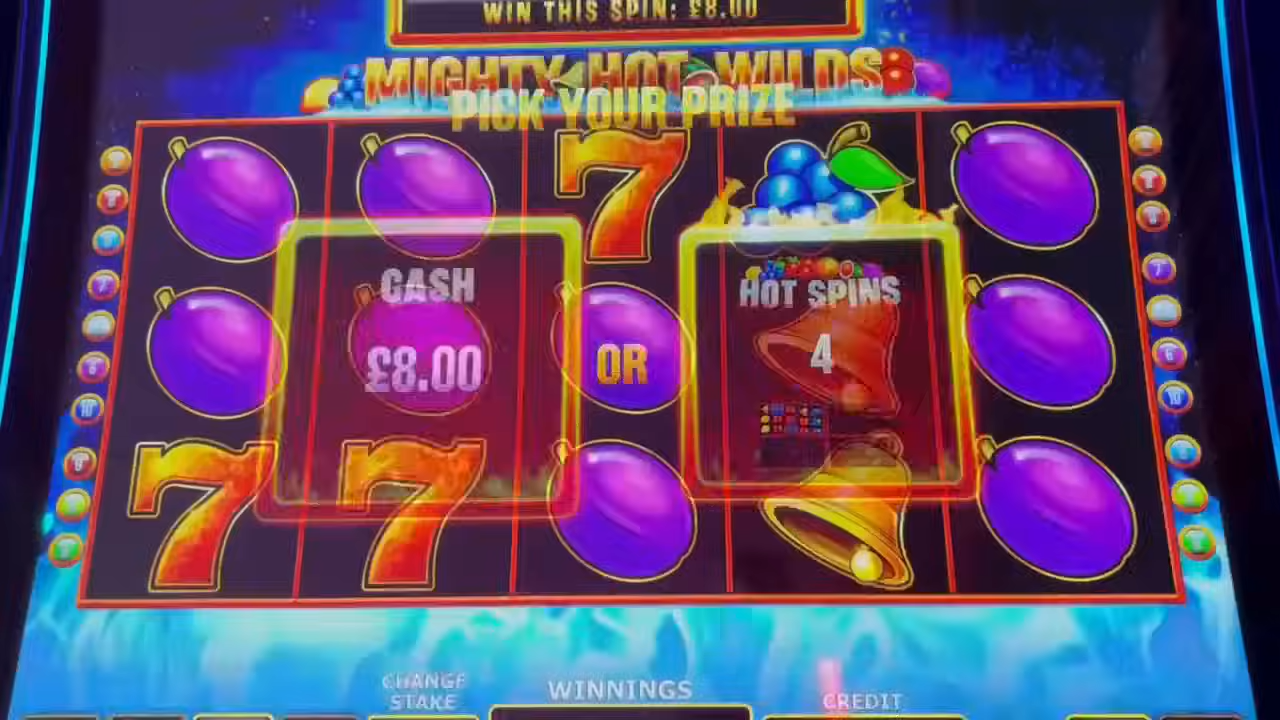 WIN THIS SPIN: £8.00
MIGHTY HOT WILDS
PICK YOUR PRIZE
CASH
£8.00
OR
HOT SPINS
4
CHANGE
STAKE
WINNINGS
CREDIT